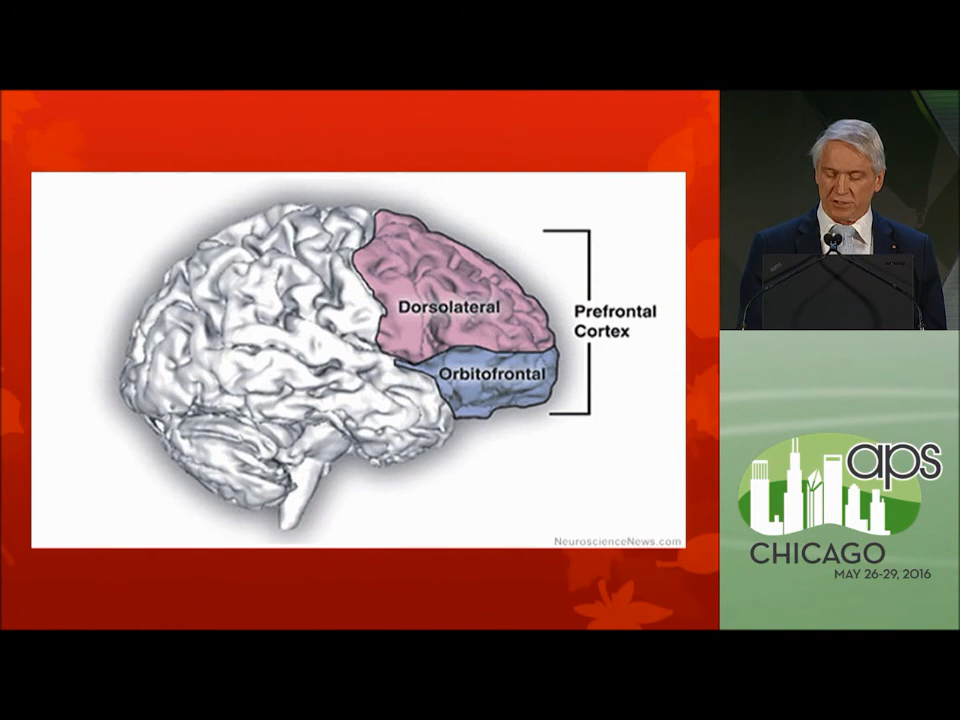 Dorsolateral
Orbitofrontal
Prefrontal
Cortex
NeuroscienceNews.com
aps
CHICAGO
MAY 26-29, 2016